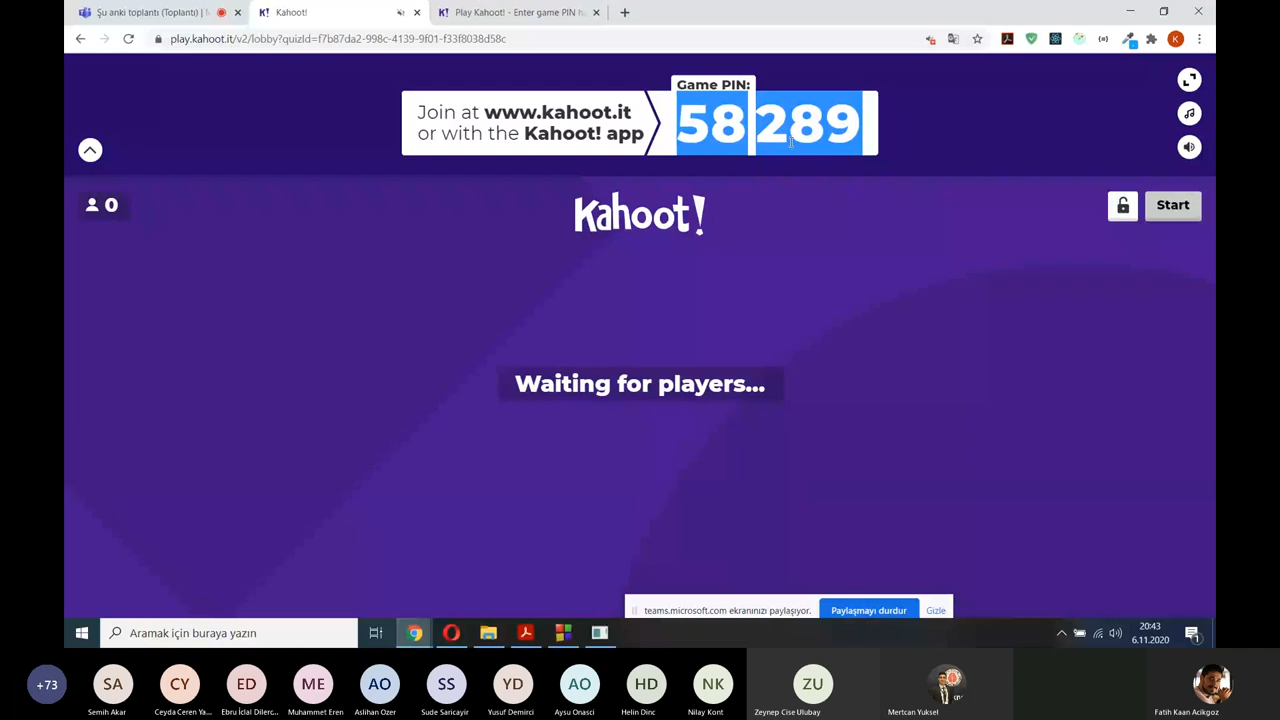 Şu anki toplantı (Toplantı) |
Kahoot!
Play Kahoot! - Enter game PIN h
play.kahoot.it/v2/lobby?quizId=f7b87da2-998c-4139-9f01-f33f8038d58c
Game PIN:
Join at www.kahoot.it
or with the Kahoot! app
58 289
0
Kahoot!
Start
Waiting for players...
teams.microsoft.com ekranınızı paylaşıyor.
Paylaşmayı durdur
Gizle
Aramak için buraya yazın
20:43
6.11.2020
+73
SA
CY
ED
ME
AO
SS
YD
AO
HD
NK
ZU
Semih Akar
Ceyda Ceren Ya...
Ebru İclal Dilerc...
Muhammet Eren
Aslihan Ozer
Sude Saricayir
Yusuf Demirci
Aysu Onasci
Helin Dinc
Nilay Kont
Zeynep Cise Ulubay
Mertcan Yuksel
Fatih Kaan Acikgoz